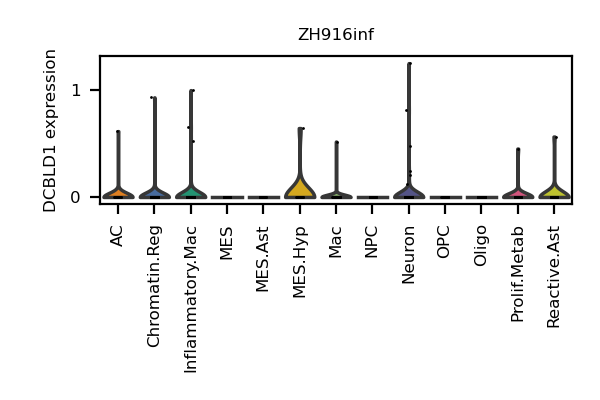 ZH916inf
DCBLD1 expression
1
0
AC
Chromatin.Reg
Inflammatory.Mac
MES
MES.Ast
MES.Hyp
Mac
NPC
Neuron
OPC
Oligo
Prolif.Metab
Reactive.Ast